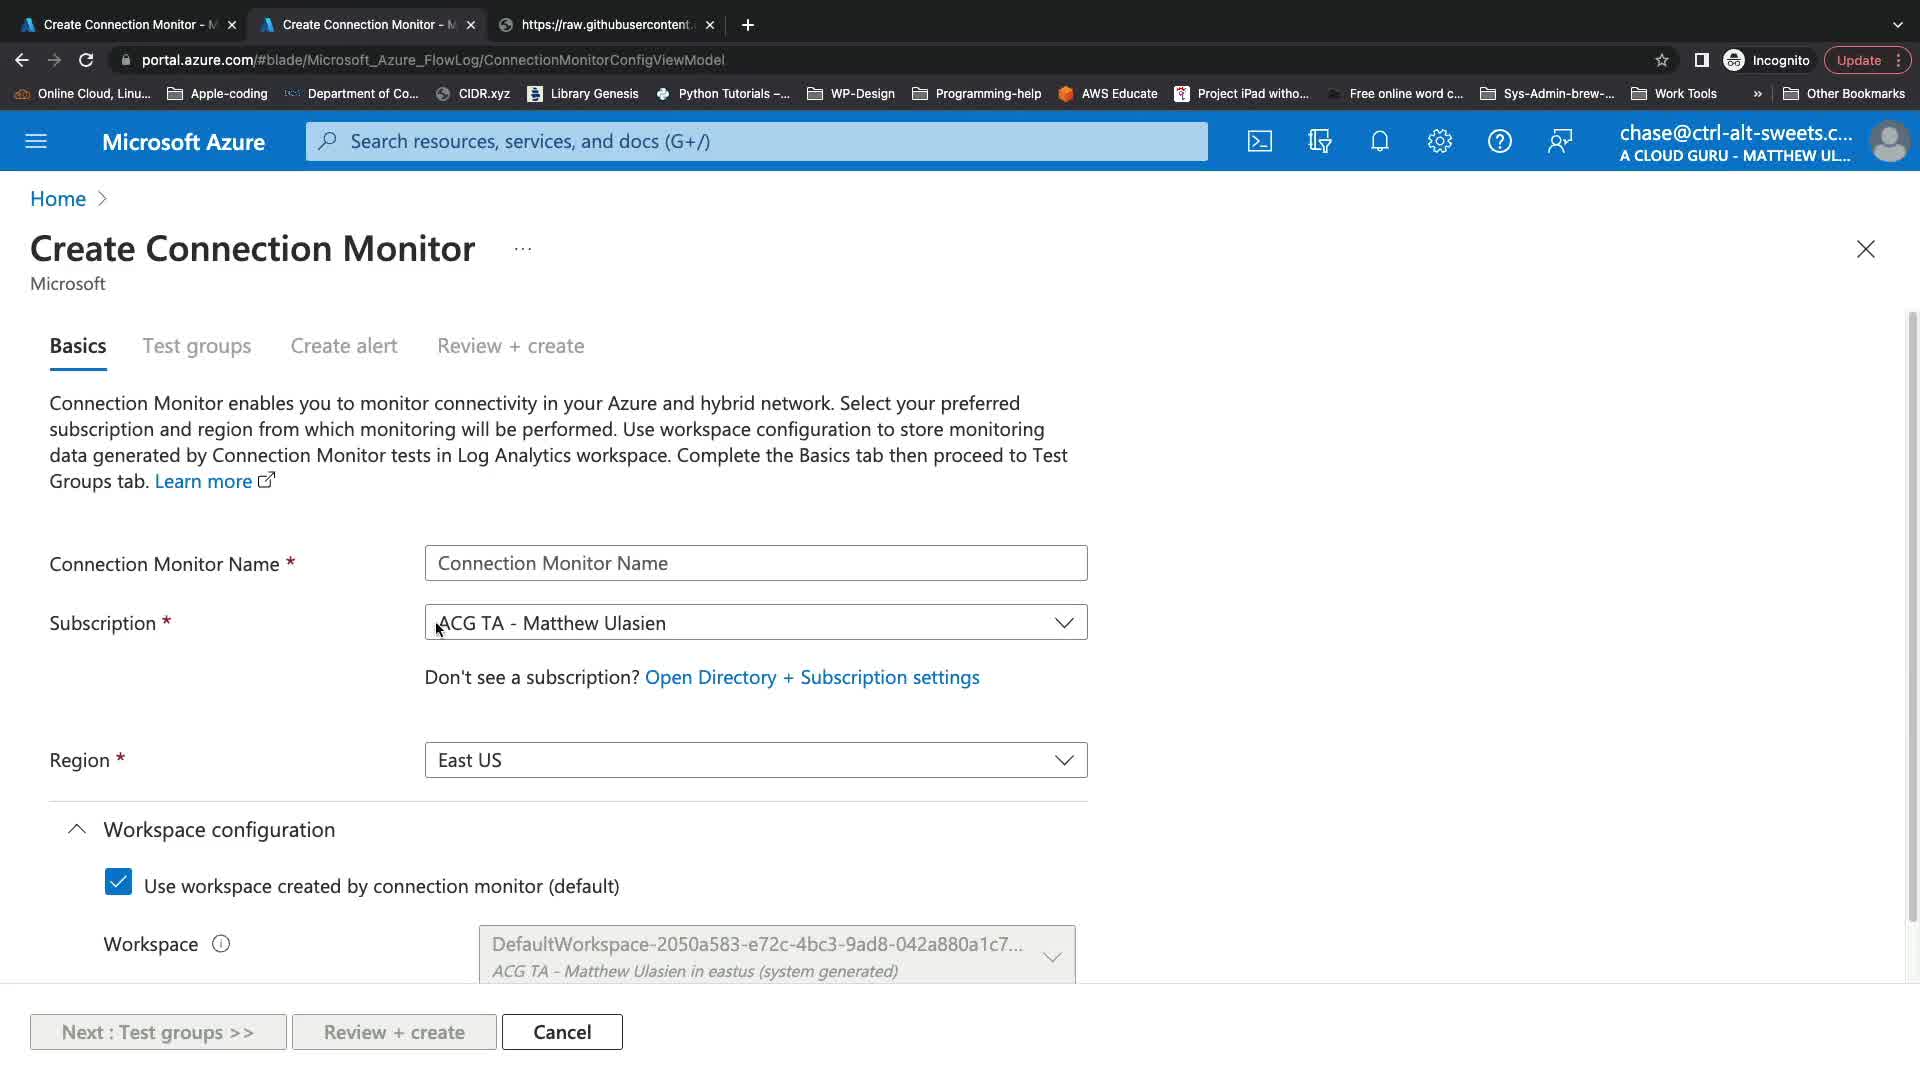 Create Connection Monitor - M
Create Connection Monitor - M
https://raw.githubusercontent.
portal.azure.com/#blade/Microsoft_Azure_FlowLog/ConnectionMonitorConfigViewModel
Incognito
Update
Online Cloud, Linu...
Apple-coding
Department of Co...
CIDR.xyz
Library Genesis
Python Tutorials –...
WP-Design
Programming-help
AWS Educate
Project iPad witho...
Free online word c...
Sys-Admin-brew-...
Work Tools
»
Other Bookmarks
Microsoft Azure
Search resources, services, and docs (G+/)
chase@ctrl-alt-sweets.c...
A CLOUD GURU - MATTHEW UL...
Home
Create Connection Monitor
...
Microsoft
Basics
Test groups
Create alert
Review + create
Connection Monitor enables you to monitor connectivity in your Azure and hybrid network. Select your preferred
subscription and region from which monitoring will be performed. Use workspace configuration to store monitoring
data generated by Connection Monitor tests in Log Analytics workspace. Complete the Basics tab then proceed to Test
Groups tab. Learn more
Connection Monitor Name *
Connection Monitor Name
Subscription *
ACG TA - Matthew Ulasien
Don't see a subscription? Open Directory + Subscription settings
Region *
East US
Workspace configuration
Use workspace created by connection monitor (default)
Workspace
DefaultWorkspace-2050a583-e72c-4bc3-9ad8-042a880a1c7...
ACG TA - Matthew Ulasien in eastus (system generated)
Next : Test groups >>
Review + create
Cancel